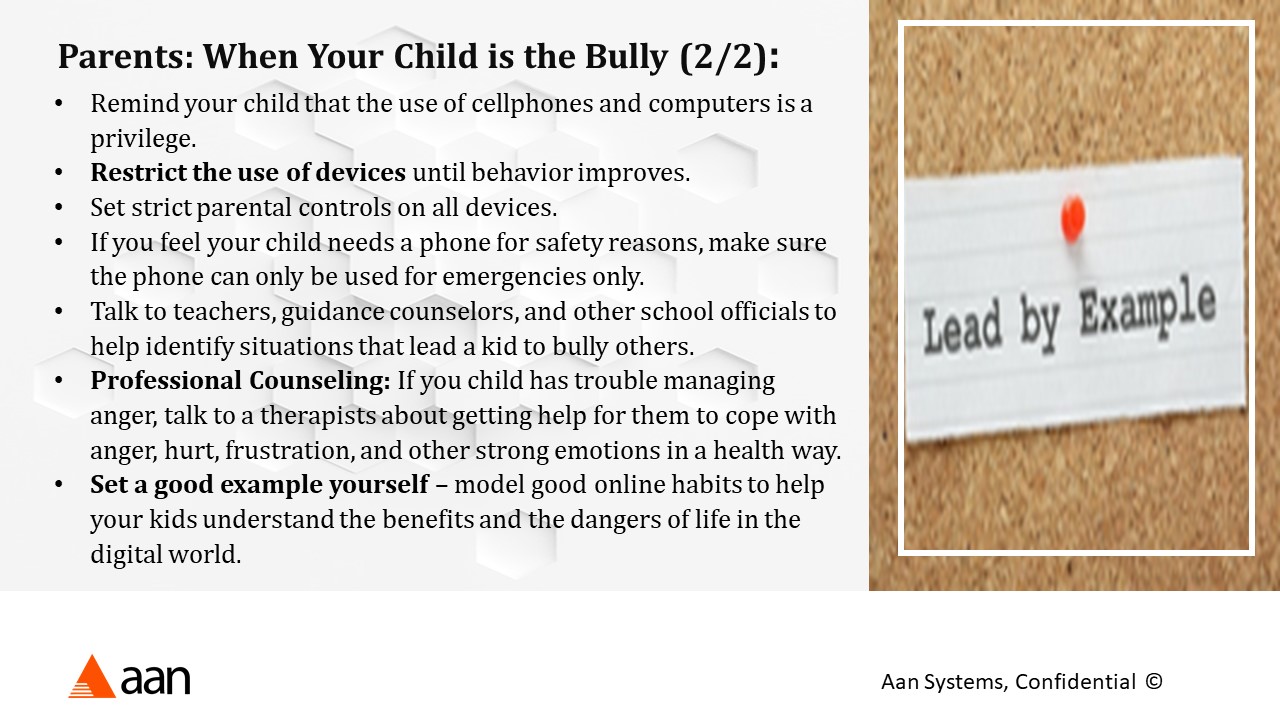 Parents: When Your Child is the Bully (2/2):
• Remind your child that the use of cellphones and computers is a
privilege.
• Restrict the use of devices until behavior improves.
• Set strict parental controls on all devices.
• If you feel your child needs a phone for safety reasons, make sure
the phone can only be used for emergencies only.
• Talk to teachers, guidance counselors, and other school officials to
help identify situations that lead a kid to bully others.
• Professional Counseling: If you child has trouble managing
anger, talk to a therapists about getting help for them to cope with
anger, hurt, frustration, and other strong emotions in a health way.
• Set a good example yourself – model good online habits to help
your kids understand the benefits and the dangers of life in the
digital world.
Lead by Example
aan
Aan Systems, Confidential ©